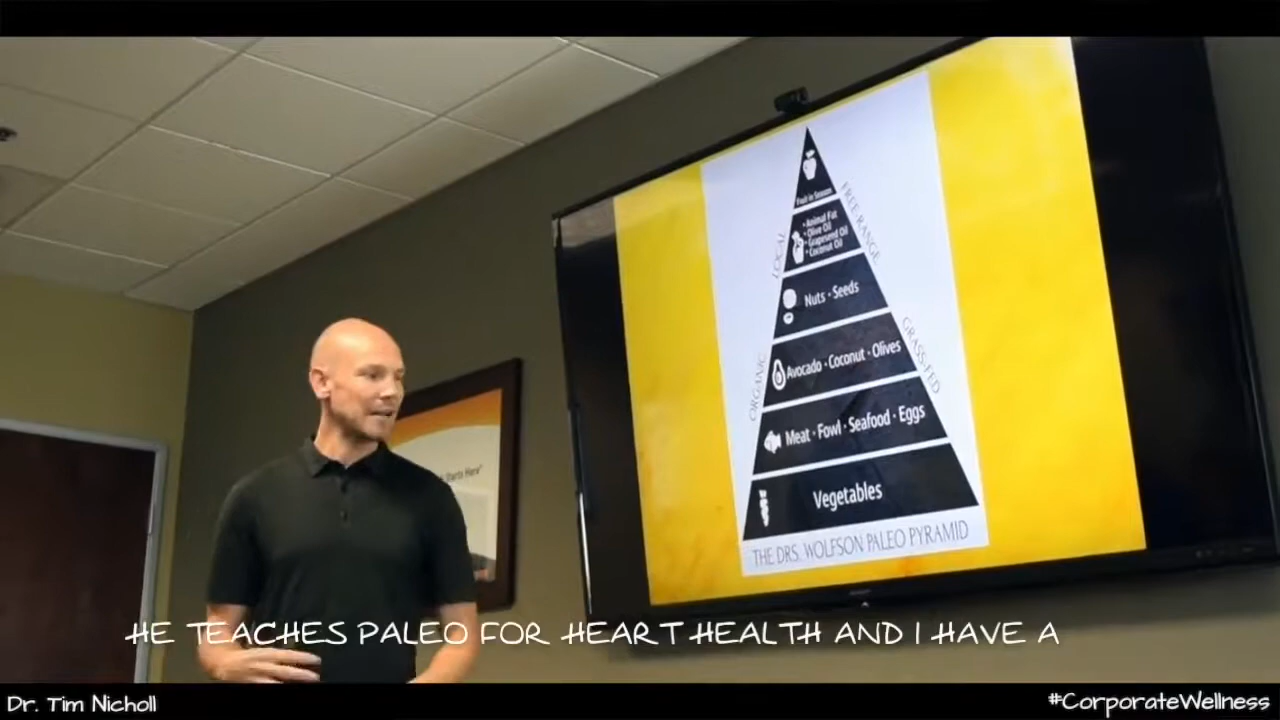 Fruit in Season
• Animal Fat
• Olive Oil
• Grapeseed Oil
• Coconut Oil
Nuts · Seeds
Avocado · Coconut · Olives
Meat · Fowl · Seafood · Eggs
Vegetables
LOCAL
ORGANIC
FREE-RANGE
GRASS-FED
THE DRS. WOLFSON PALEO PYRAMID
Starts Here"
HE TEACHES PALEO FOR HEART HEALTH AND I HAVE A
Dr. Tim Nicholl
#CorporateWellness